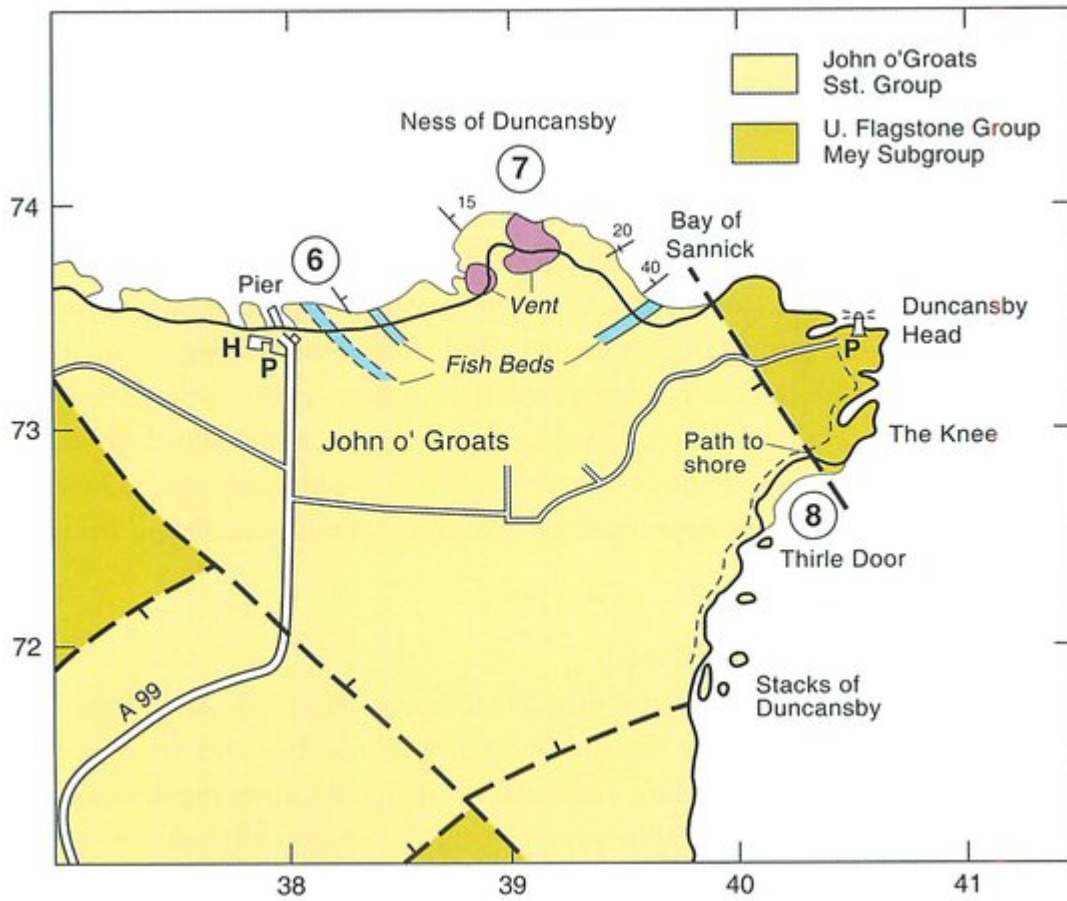 John o'Groats
Sst. Group
U. Flagstone Group
Mey Subgroup
Ness of Duncansby
7
74
15
20
Bay of
Sannick
6
40
Pier
Vent
Duncansby
Head
H
P
P
Fish Beds
73
John o' Groats
Path to
shore
The Knee
8
Thirle Door
72
A 99
Stacks of
Duncansby
38
39
40
41